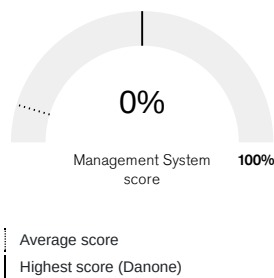 0%
Management System
score
100%
Average score
Highest score (Danone)